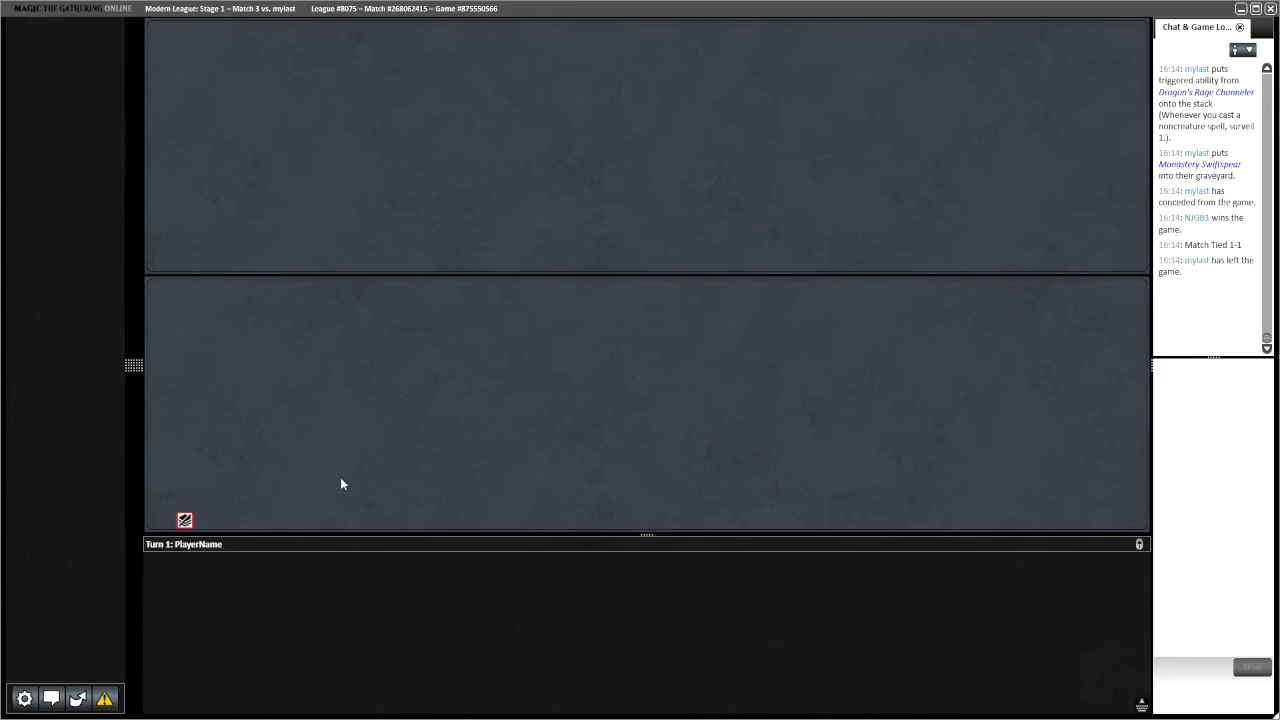 MAGIC THE GATHERING ONLINE
Modern League: Stage 1 – Match 3 vs. mylast
League #8075 – Match #268062415 – Game #875550566
Chat & Game Lo...
16:14: mylast puts
triggered ability from
Dragon's Rage Channeler
onto the stack
(Whenever you cast a
noncreature spell, surveil
1.).
16:14: mylast puts
Monastery Swiftspear
into their graveyard.
16:14: mylast has
conceded from the game.
16:14: NJGB1 wins the
game.
16:14: Match Tied 1-1
16:14: mylast has left the
game.
Turn 1: PlayerName
SEND